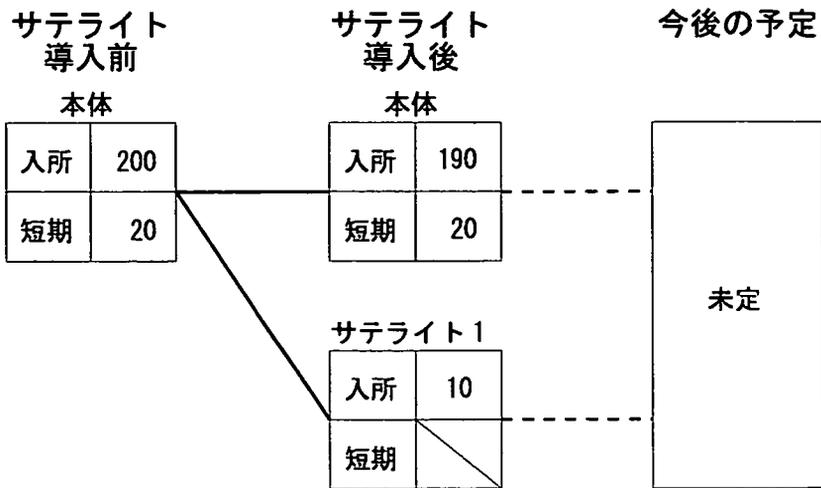 サテライト
導入前
サテライト
導入後
今後の予定
本体
入所 200
短期 20
本体
入所 190
短期 20
未定
サテライト1
入所 10
短期